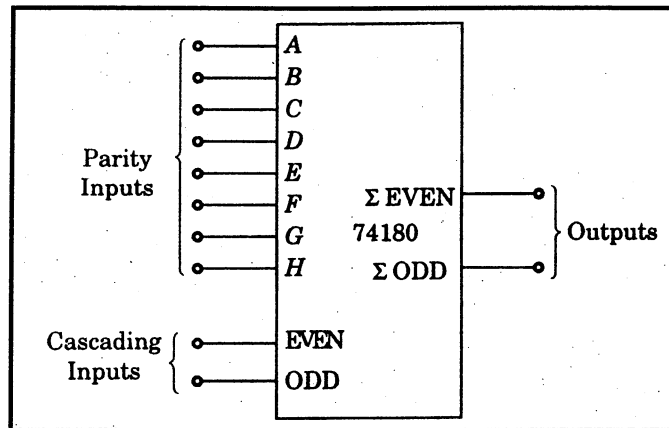 A
B
C
D
Parity
Inputs
E
F
Σ EVEN
G
74180
Outputs
H
Σ ODD
Cascading
Inputs
EVEN
ODD